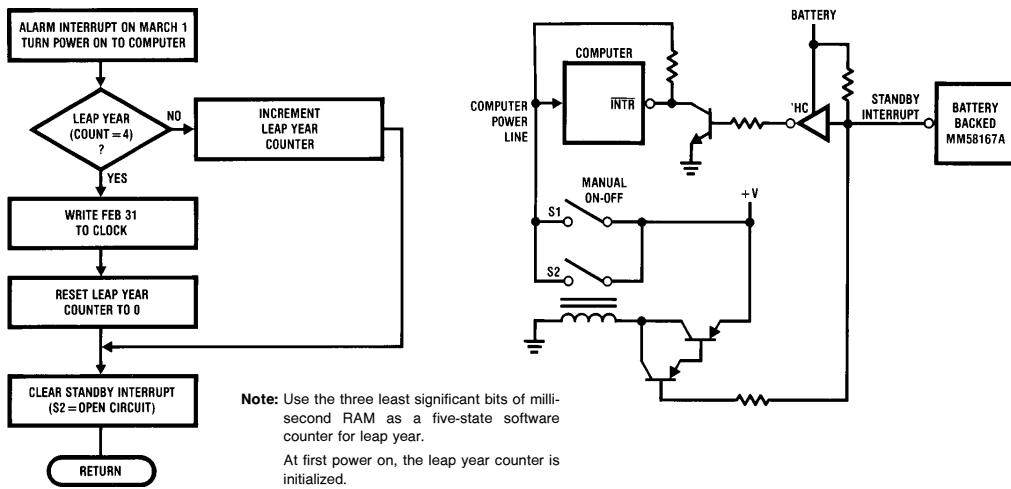 ALARM INTERRUPT ON MARCH 1
TURN POWER ON TO COMPUTER
LEAP YEAR
(COUNT = 4)
?
NO
INCREMENT
LEAP YEAR
COUNTER
YES
WRITE FEB 31
TO CLOCK
RESET LEAP YEAR
COUNTER TO 0
CLEAR STANDBY INTERRUPT
(S2 = OPEN CIRCUIT)
RETURN
Note: Use the three least significant bits of milli-
second RAM as a five-state software
counter for leap year.
At first power on, the leap year counter is
initialized.
BATTERY
COMPUTER
INTR
COMPUTER
POWER
LINE
'HC
STANDBY
INTERRUPT
BATTERY
BACKED
MM58167A
MANUAL
ON-OFF
S1
S2
+V